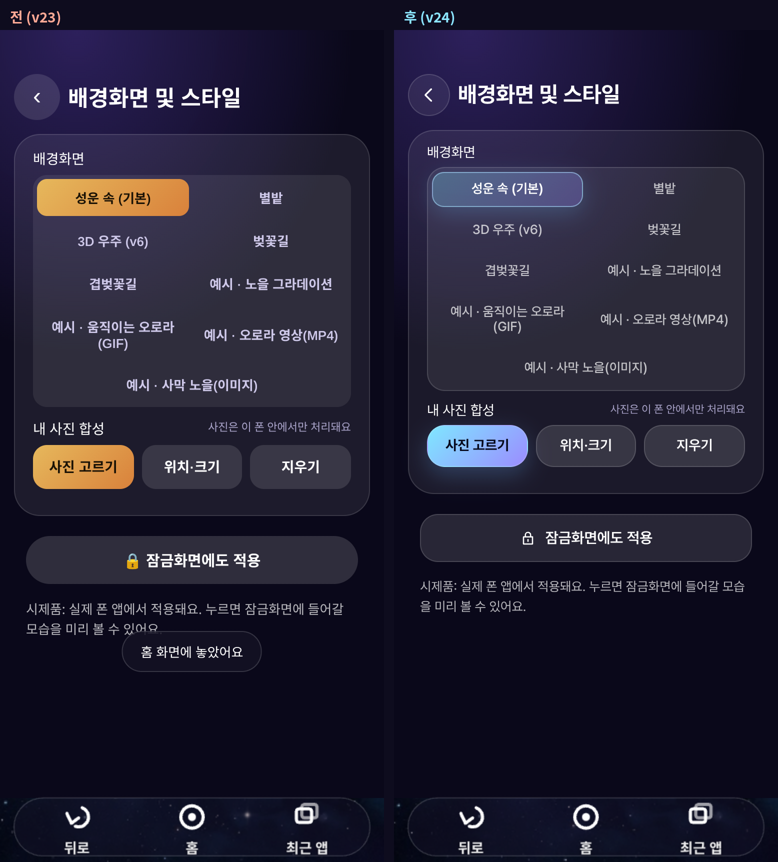 전 (v23)
배경화면 및 스타일
배경화면
성운 속 (기본)
별밭
3D 우주 (v6)
벚꽃길
겹벚꽃길
예시 · 노을 그라데이션
예시 · 움직이는 오로라
(GIF)
예시 · 오로라 영상(MP4)
예시 · 사막 노을(이미지)
내 사진 합성
사진은 이 폰 안에서만 처리돼요
사진 고르기
위치·크기
지우기
🔒 잠금화면에도 적용
시제품: 실제 폰 앱에서 적용돼요. 누르면 잠금화면에 들어갈
모습을 미리 볼 수 있어요.
홈 화면에 놓았어요
뒤로
홈
최근 앱
후 (v24)
배경화면 및 스타일
배경화면
성운 속 (기본)
별밭
3D 우주 (v6)
벚꽃길
겹벚꽃길
예시 · 노을 그라데이션
예시 · 움직이는 오로라
(GIF)
예시 · 오로라 영상(MP4)
예시 · 사막 노을(이미지)
내 사진 합성
사진은 이 폰 안에서만 처리돼요
사진 고르기
위치·크기
지우기
잠금화면에도 적용
시제품: 실제 폰 앱에서 적용돼요. 누르면 잠금화면에 들어갈 모습
을 미리 볼 수 있어요.
뒤로
홈
최근 앱